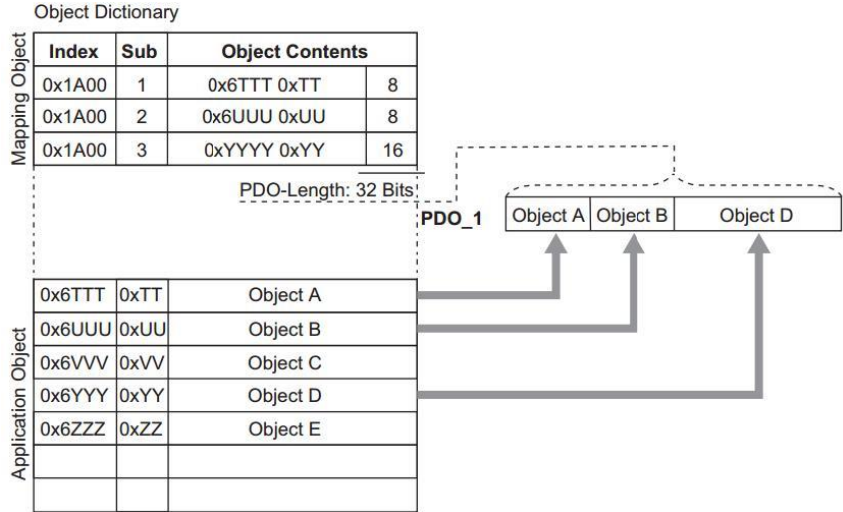 Object Dictionary
Mapping Object
Index Sub Object Contents
0x1A00 1 0x6TTT 0xTT 8
0x1A00 2 0x6UUU 0xUU 8
0x1A00 3 0xYYYY 0xYY 16
PDO-Length: 32 Bits
PDO_1 Object A Object B Object D
Application Object
0x6TTT 0xTT Object A
0x6UUU 0xUU Object B
0x6VVV 0xVV Object C
0x6YYY 0xYY Object D
0x6ZZZ 0xZZ Object E